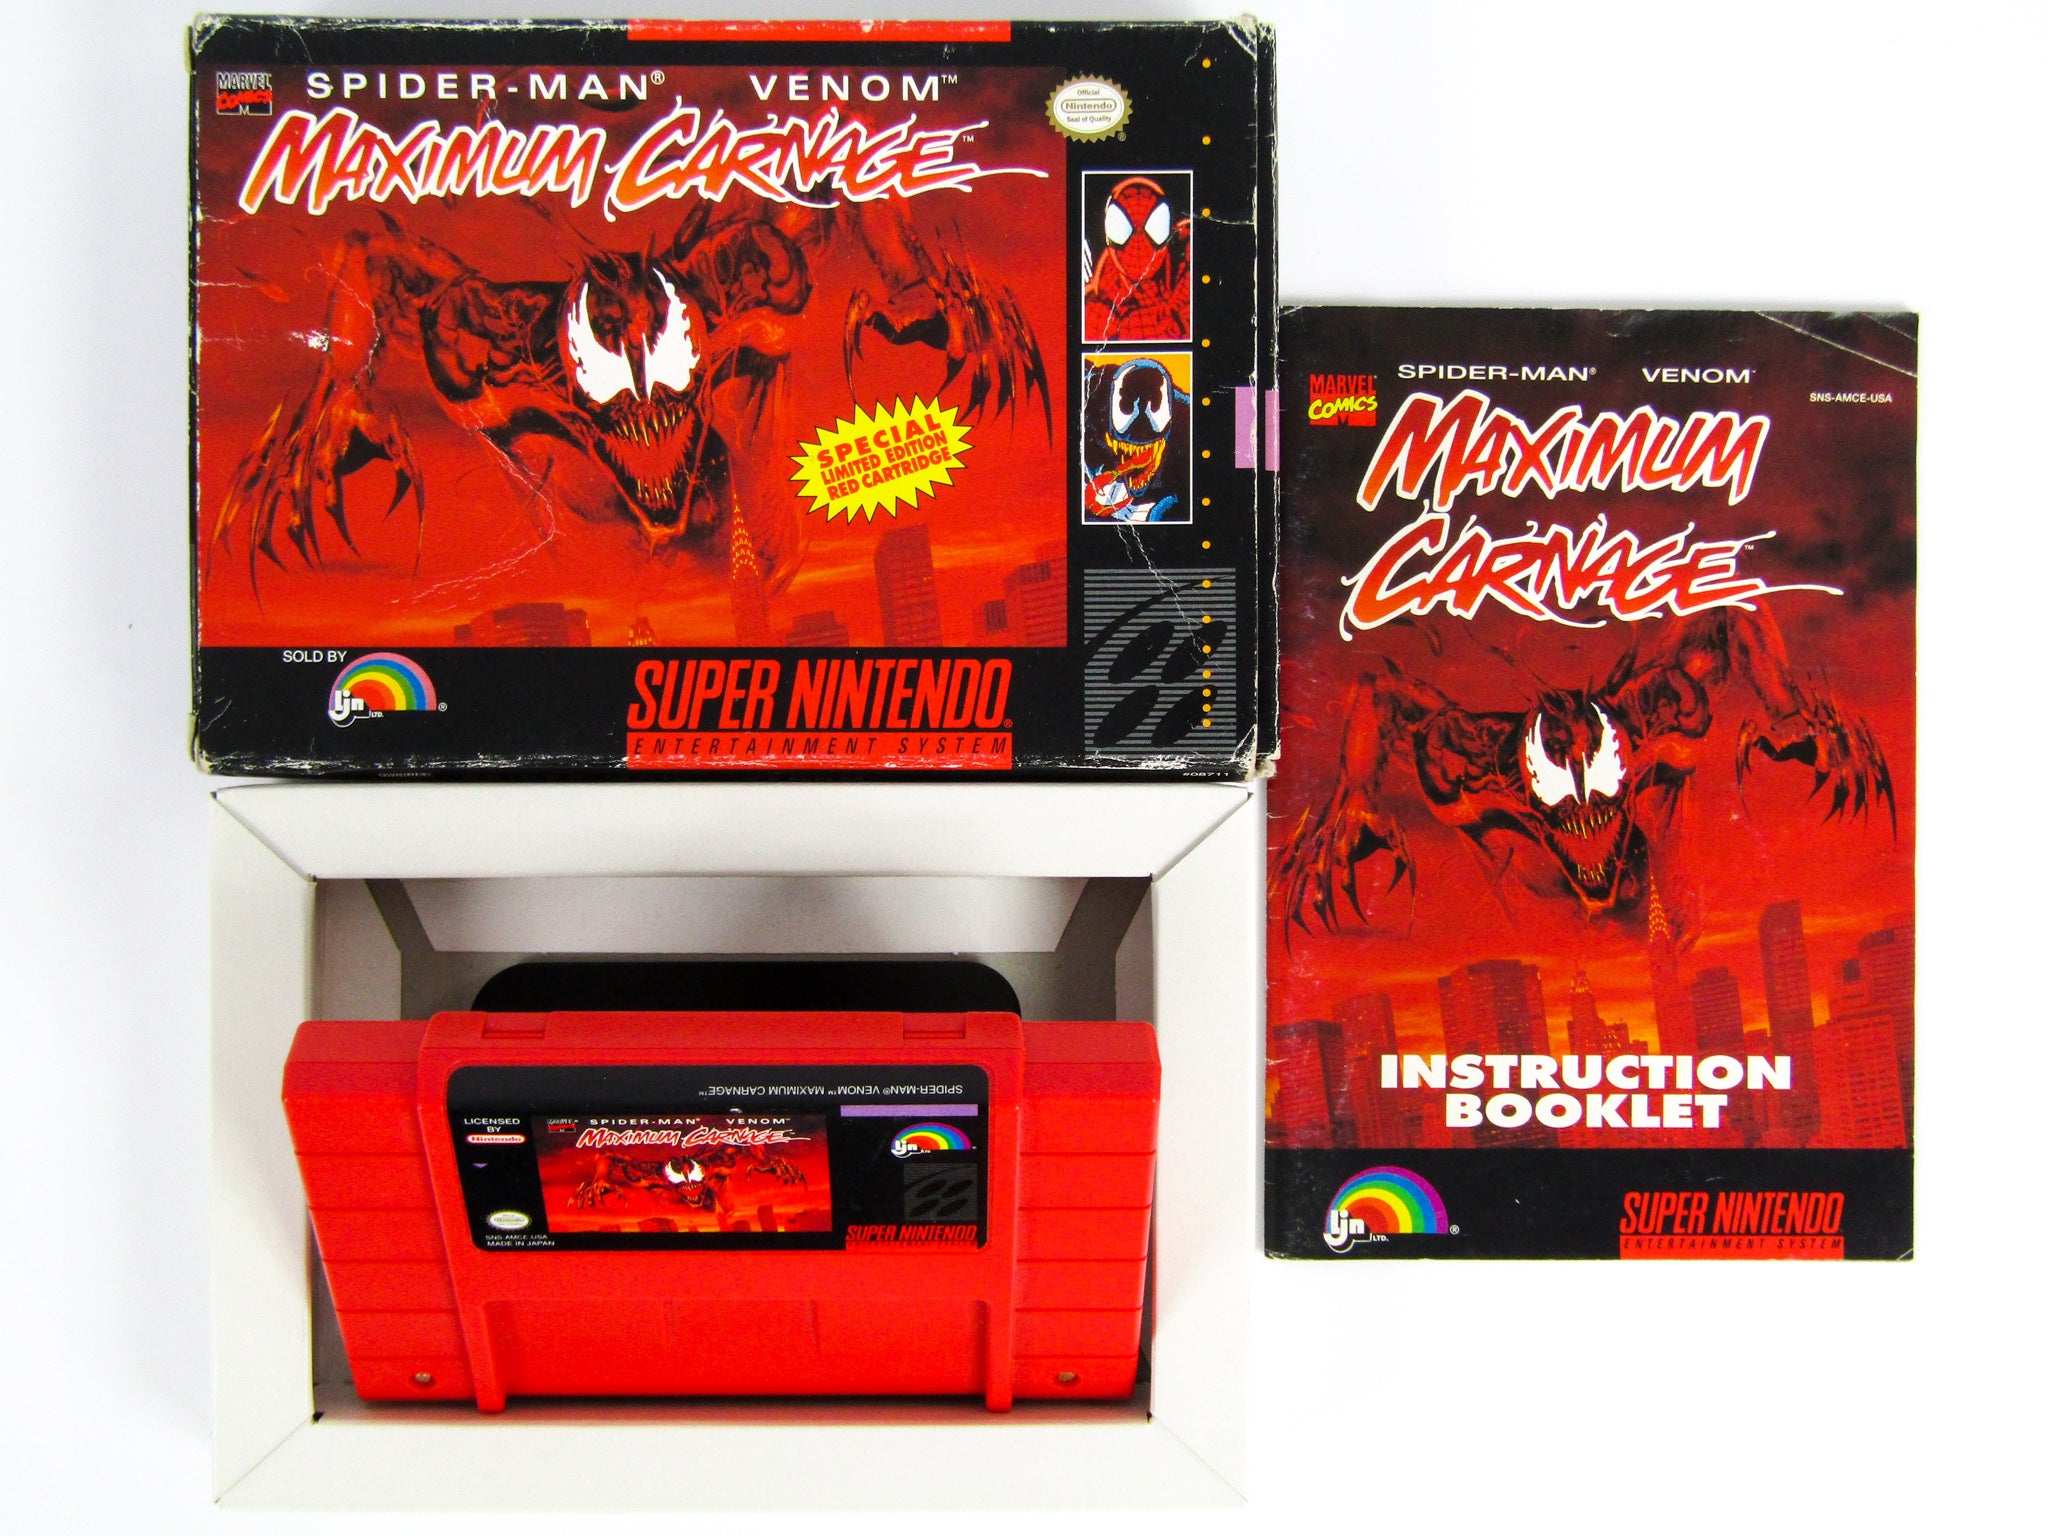 MARVEL
COMICS
M
SPIDER-MAN® VENOM™
MAXIMUM CARNAGE™
Official
Nintendo
Seal of Quality
®
SPECIAL
LIMITED EDITION
RED CARTRIDGE
SOLD BY
ljn LTD. ®
SUPER NINTENDO®
ENTERTAINMENT SYSTEM
#08711
MARVEL
COMICS
M
SPIDER-MAN® VENOM™
SNS-AMCE-USA
MAXIMUM
CARNAGE™
INSTRUCTION
BOOKLET
ljn LTD. ®
SUPER NINTENDO
ENTERTAINMENT SYSTEM
SPIDER-MAN® VENOM™ MAXIMUM CARNAGE™
LICENSED
BY
Nintendo
SPIDER-MAN® VENOM™
MAXIMUM CARNAGE
ljn
SNS-AMCE-USA
MADE IN JAPAN
SUPER NINTENDO